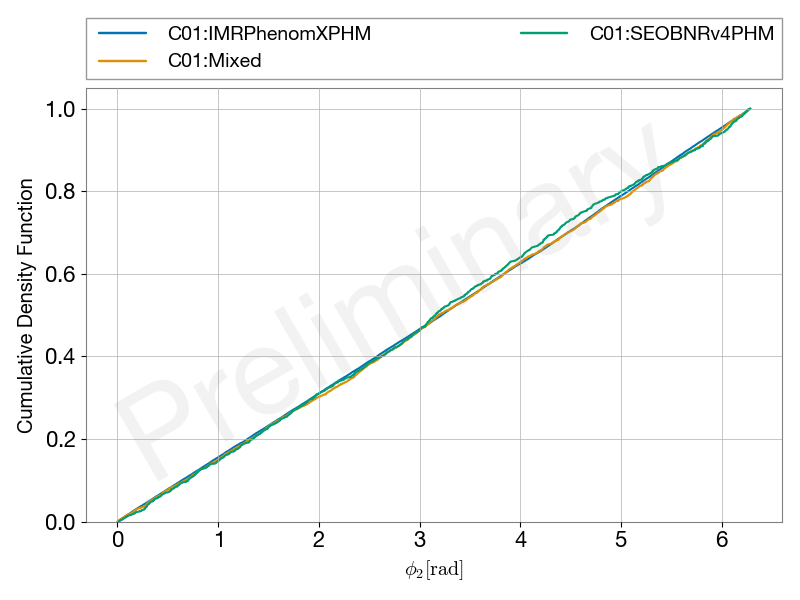 C01:IMRPhenomXPHM
C01:Mixed
C01:SEOBNRv4PHM
Cumulative Density Function
1.0
0.8
0.6
0.4
0.2
0.0
Preliminary
0 1 2 3 4 5 6
ϕ₂[rad]